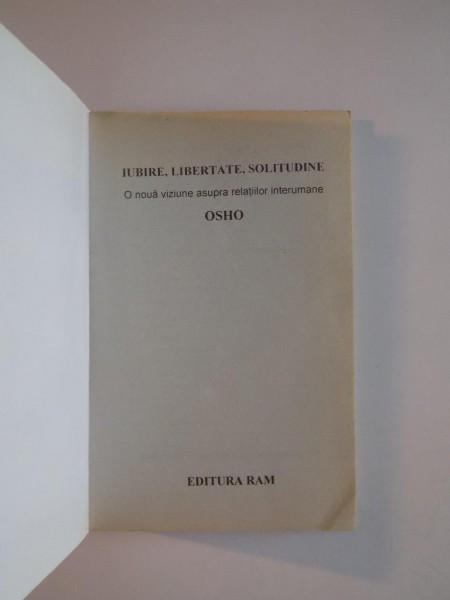 IUBIRE, LIBERTATE, SOLITUDINE
O nouă viziune asupra relațiilor interumane
OSHO
EDITURA RAM